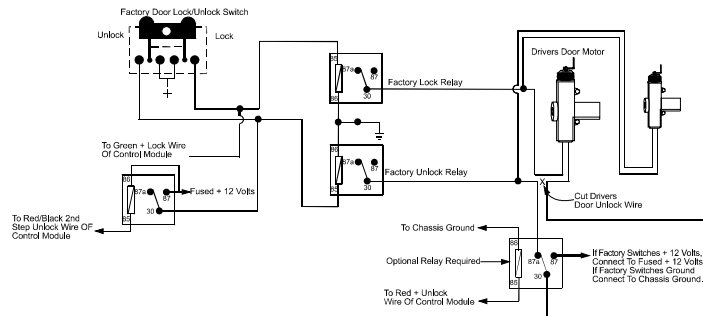 Factory Door Lock/Unlock Switch
Unlock
Lock
85
87a
87
30
86
Factory Lock Relay
Drivers Door Motor
To Green + Lock Wire
Of Control Module
86
87a
87
30
85
Fused + 12 Volts
To Red/Black 2nd
Step Unlock Wire OF
Control Module
86
87a
87
30
85
Factory Unlock Relay
X
Cut Drivers
Door Unlock Wire
To Chassis Ground
Optional Relay Required
To Red + Unlock
Wire Of Control Module
86
87a
87
30
85
If Factory Switches + 12 Volts,
Connect To Fused + 12 Volts
If Factory Switches Ground
Connect To Chassis Ground.